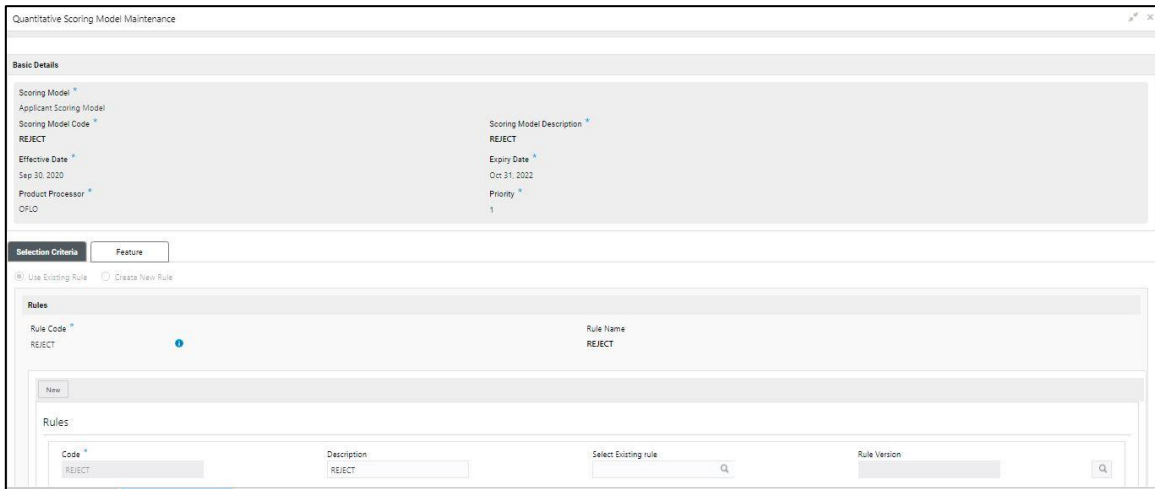 Quantitative Scoring Model Maintenance
Basic Details
Scoring Model *
Applicant Scoring Model
Scoring Model Code * Scoring Model Description *
REJECT REJECT
Effective Date * Expiry Date *
Sep 30, 2020 Oct 31, 2022
Product Processor * Priority *
OFLO 1
Selection Criteria Feature
Use Existing Rule Create New Rule
Rules
Rule Code * Rule Name
REJECT REJECT
New
Rules
Code * Description Select Existing rule Rule Version
REJECT REJECT